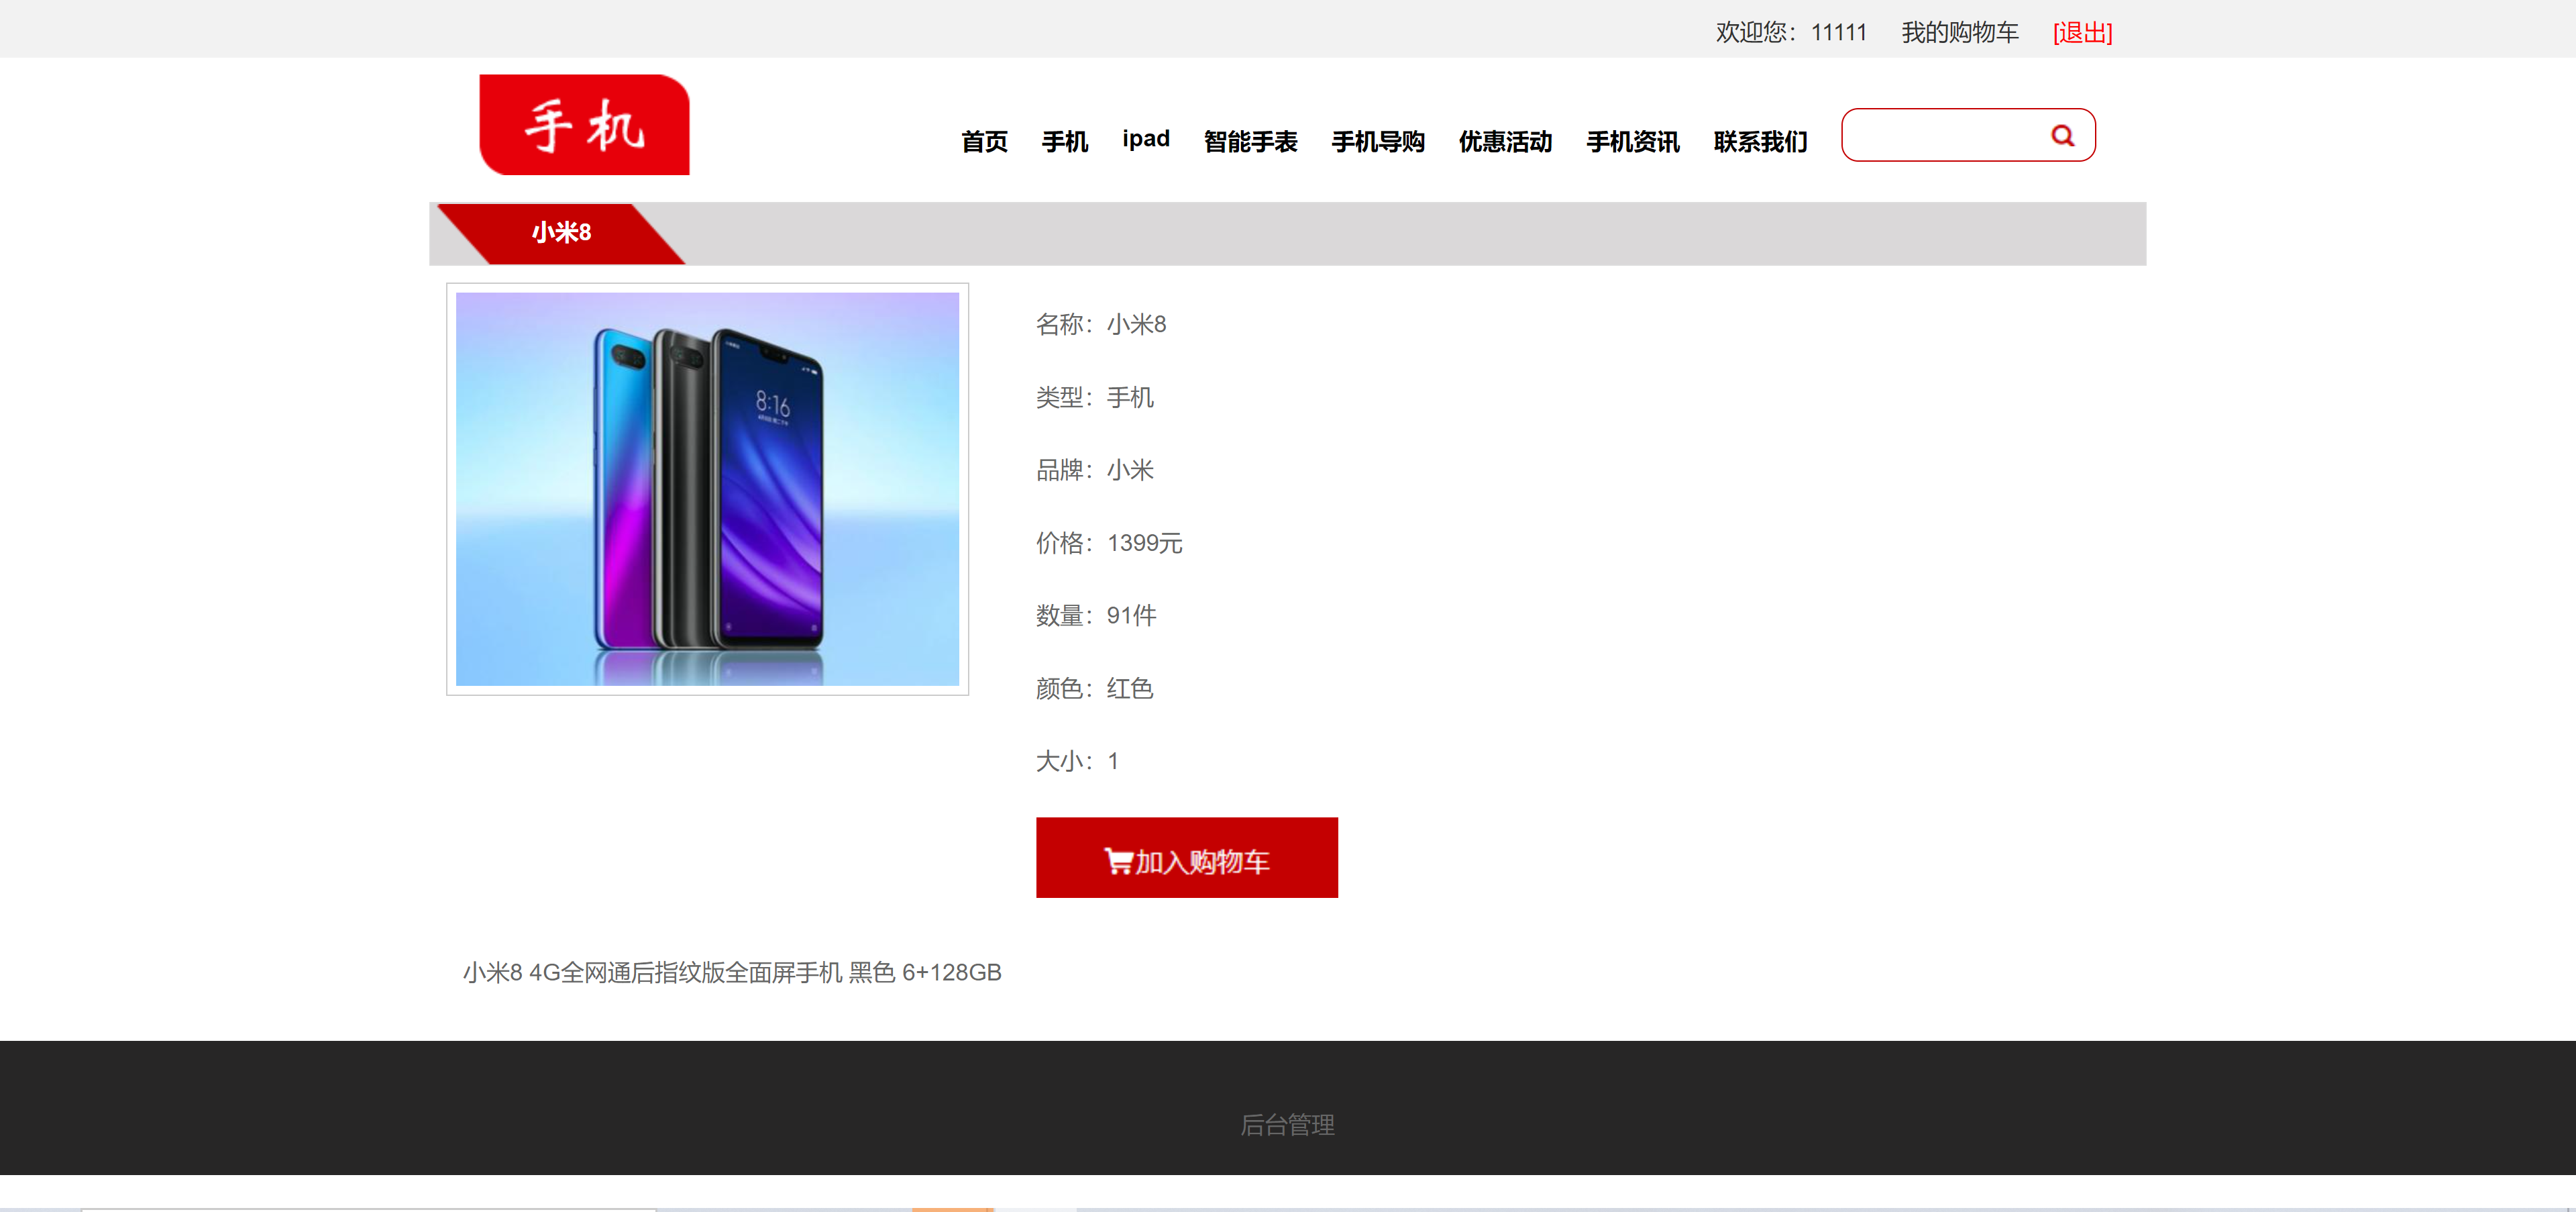 欢迎您：11111 我的购物车 [退出]
手机
首页 手机 ipad 智能手表 手机导购 优惠活动 手机资讯 联系我们
小米8
8:16
名称：小米8
类型：手机
品牌：小米
价格：1399元
数量：91件
颜色：红色
大小：1
加入购物车
小米8 4G全网通后指纹版全面屏手机 黑色 6+128GB
后台管理